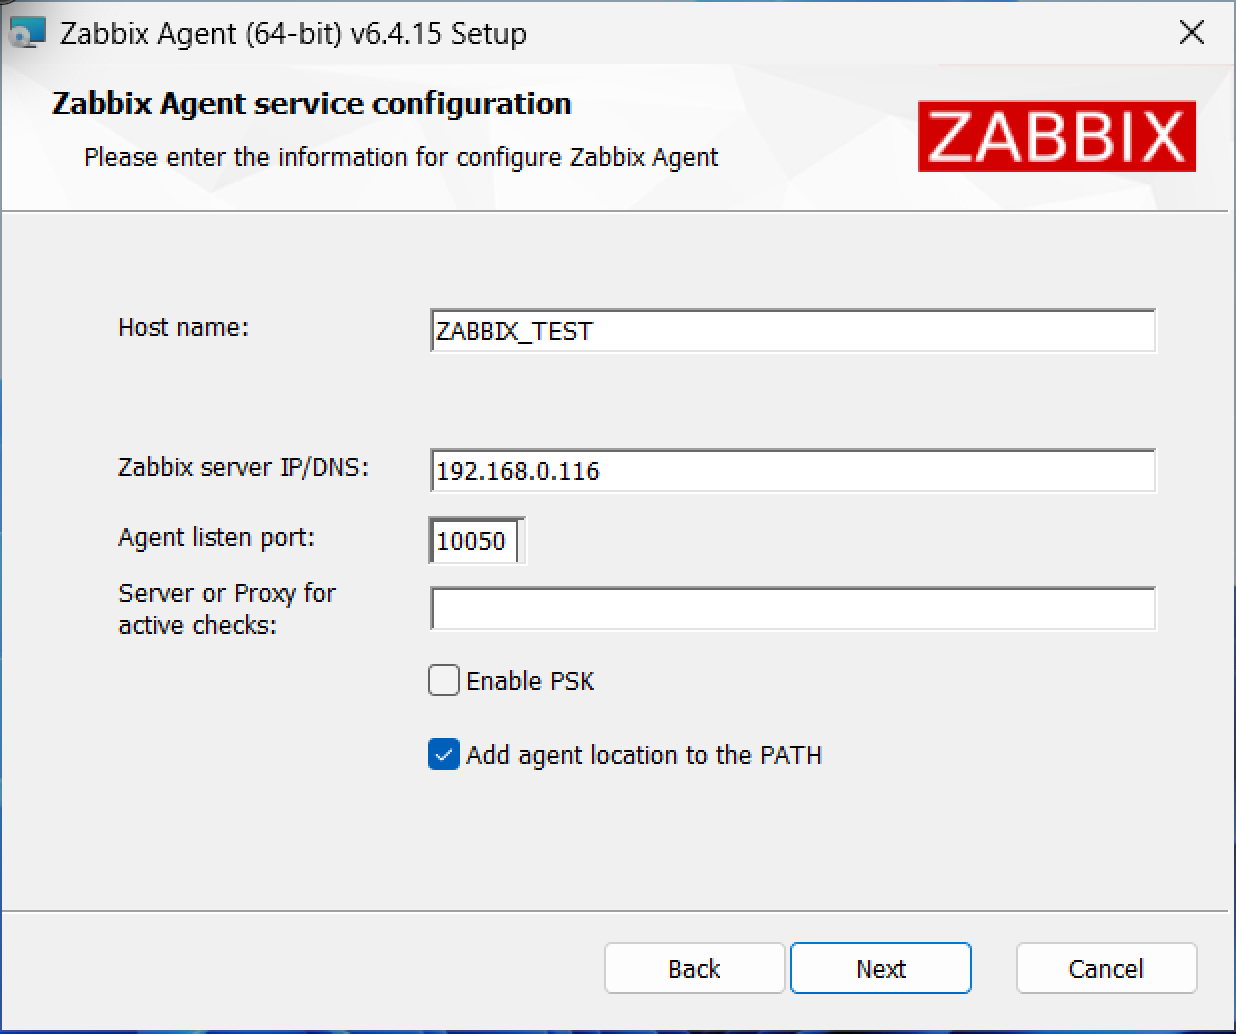 Zabbix Agent (64-bit) v6.4.15 Setup
Zabbix Agent service configuration
Please enter the information for configure Zabbix Agent
ZABBIX
Host name:
ZABBIX_TEST
Zabbix server IP/DNS:
192.168.0.116
Agent listen port:
10050
Server or Proxy for
active checks:
Enable PSK
Add agent location to the PATH
Back
Next
Cancel